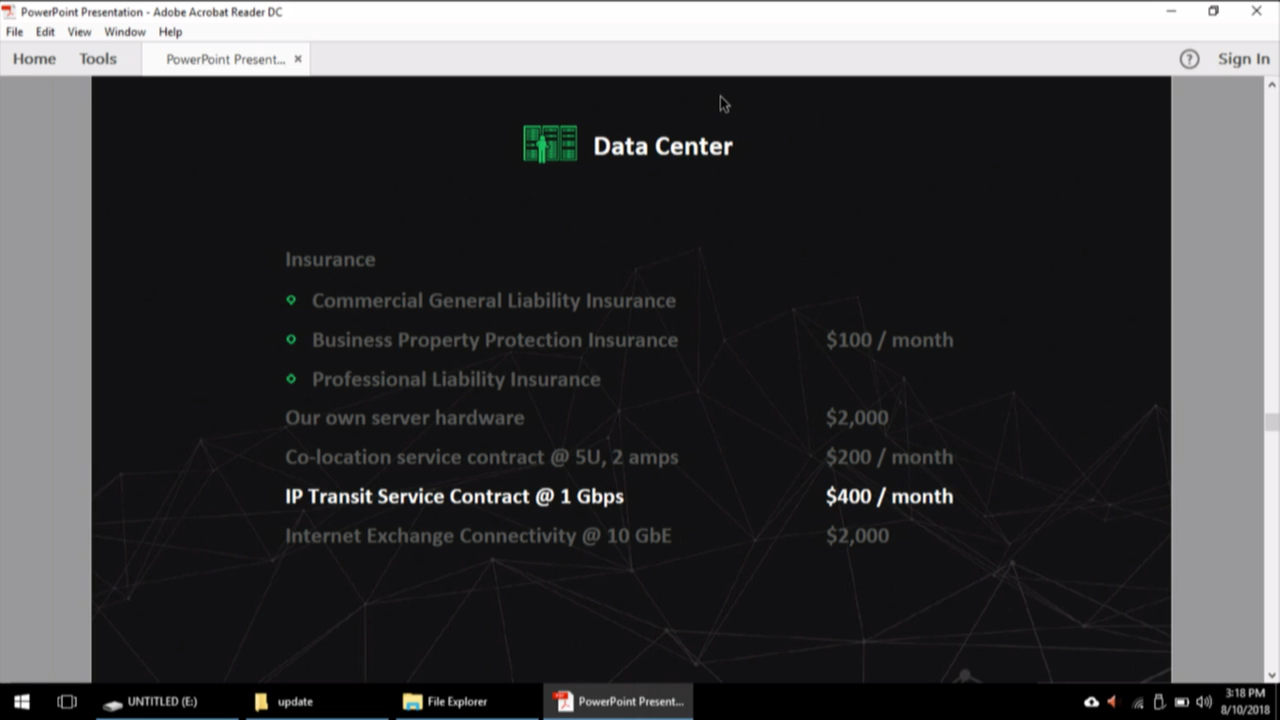 PowerPoint Presentation - Adobe Acrobat Reader DC
File Edit View Window Help
Home Tools PowerPoint Present... × ? Sign In
Data Center
Insurance
Commercial General Liability Insurance
Business Property Protection Insurance $100 / month
Professional Liability Insurance
Our own server hardware $2,000
Co-location service contract @ 5U, 2 amps $200 / month
IP Transit Service Contract @ 1 Gbps $400 / month
Internet Exchange Connectivity @ 10 GbE $2,000
UNTITLED (E:) update File Explorer PowerPoint Present... 3:18 PM
8/10/2018